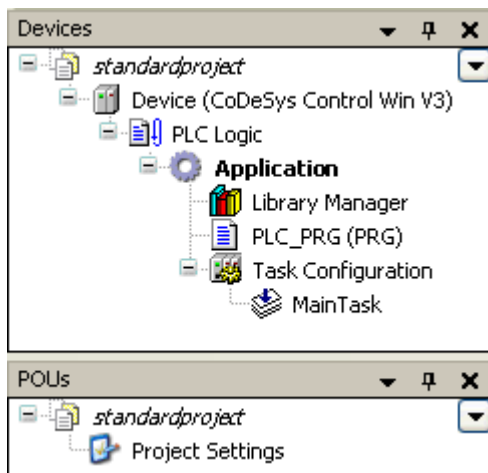 Devices
standardproject
Device (CoDeSys Control Win V3)
PLC Logic
Application
Library Manager
PLC_PRG (PRG)
Task Configuration
MainTask
POUs
standardproject
Project Settings